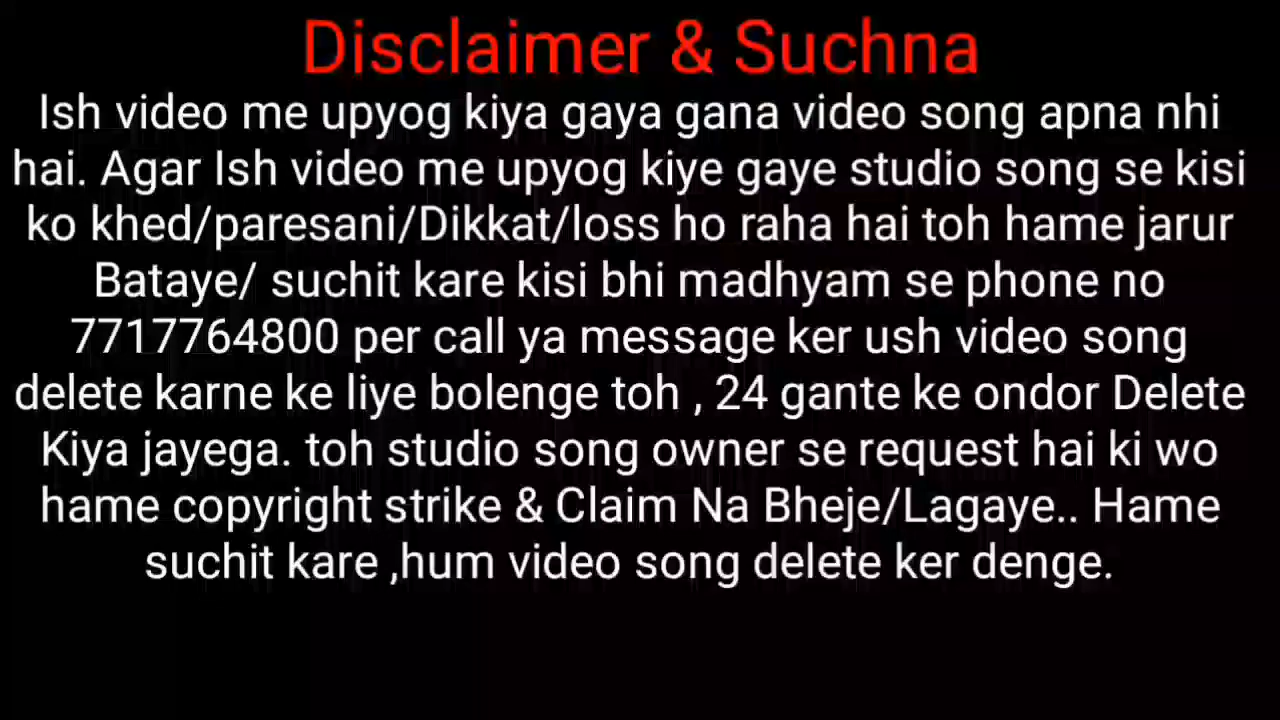 Disclaimer & Suchna
Ish video me upyog kiya gaya gana video song apna nhi
hai. Agar Ish video me upyog kiye gaye studio song se kisi
ko khed/paresani/Dikkat/loss ho raha hai toh hame jarur
Bataye/ suchit kare kisi bhi madhyam se phone no
7717764800 per call ya message ker ush video song
delete karne ke liye bolenge toh , 24 gante ke ondor Delete
Kiya jayega. toh studio song owner se request hai ki wo
hame copyright strike & Claim Na Bheje/Lagaye.. Hame
suchit kare ,hum video song delete ker denge.